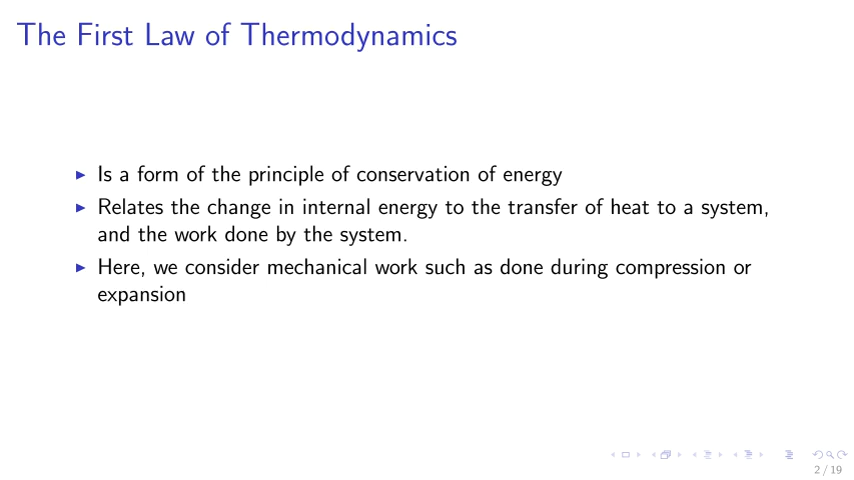 The First Law of Thermodynamics
Is a form of the principle of conservation of energy
Relates the change in internal energy to the transfer of heat to a system,
and the work done by the system.
Here, we consider mechanical work such as done during compression or
expansion
2 / 19